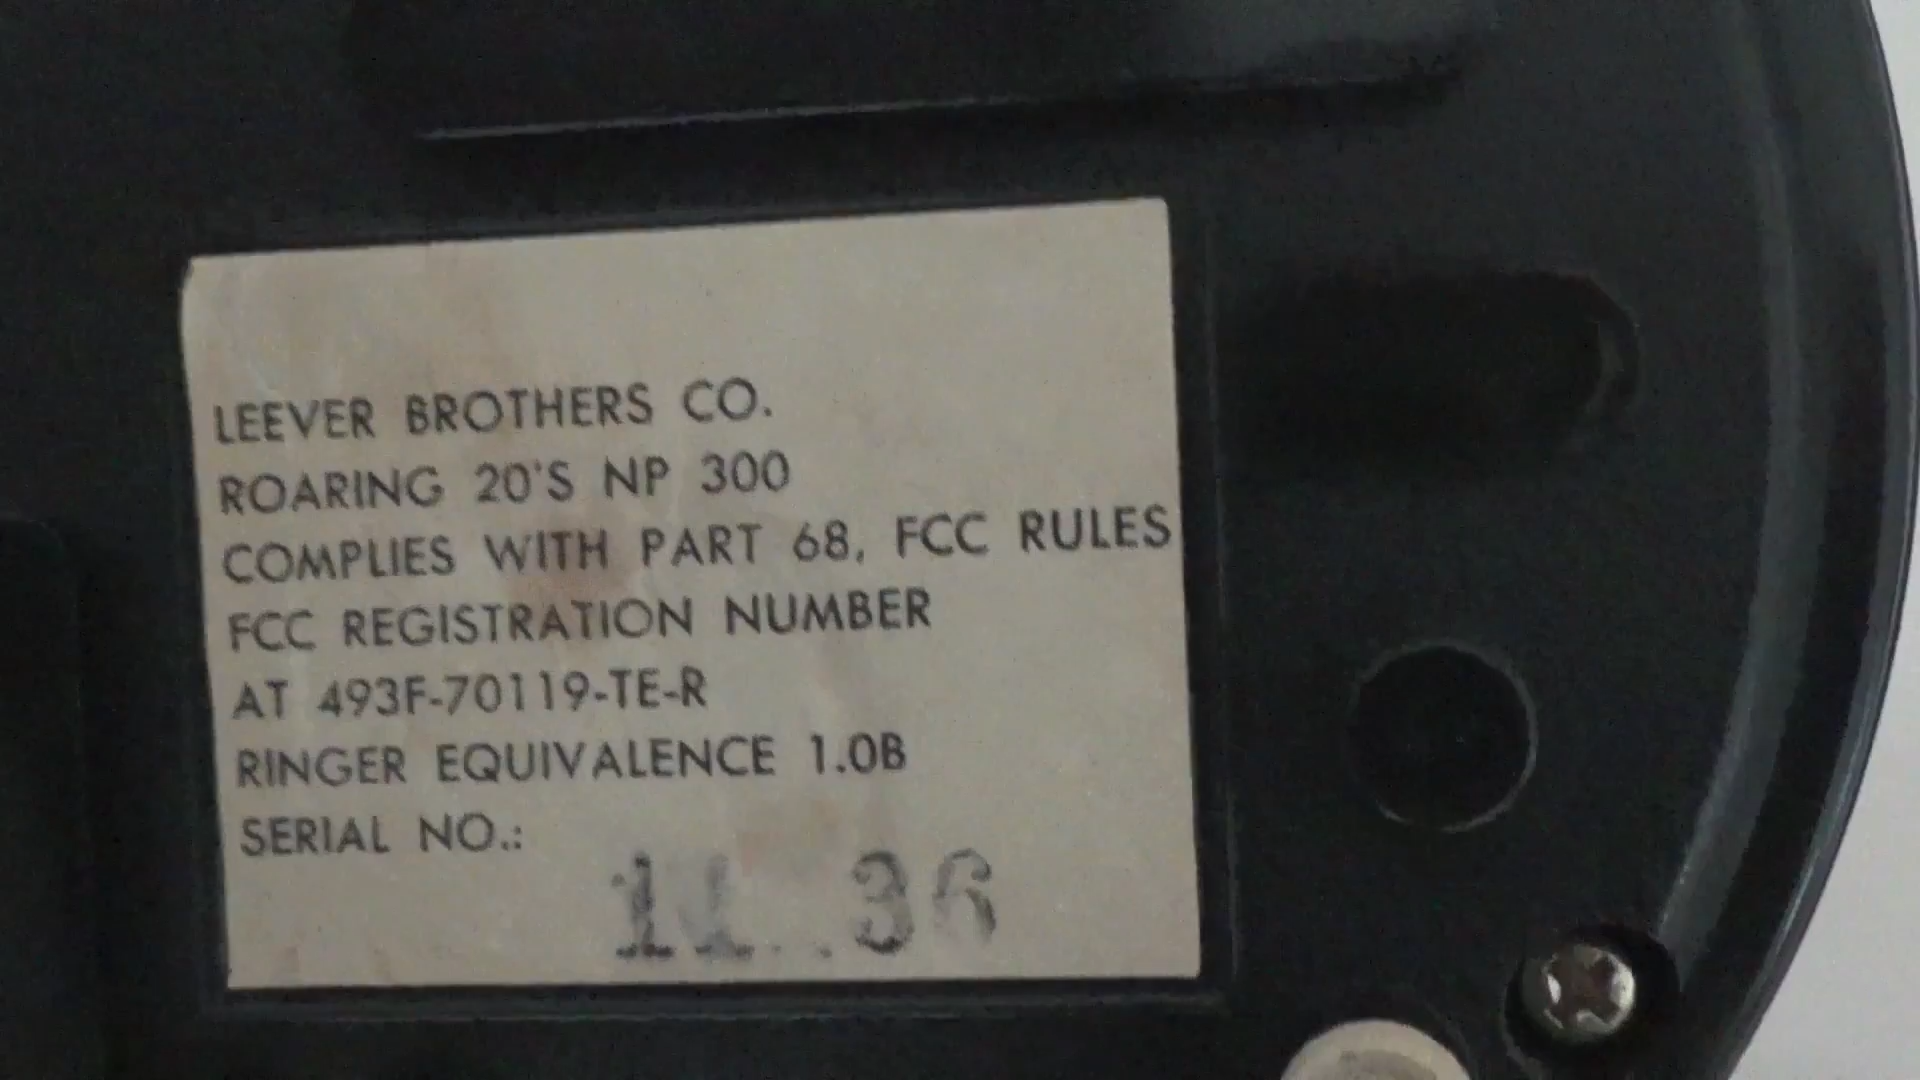 LEEVER BROTHERS CO.
ROARING 20'S NP 300
COMPLIES WITH PART 68, FCC RULES
FCC REGISTRATION NUMBER
AT 493F-70119-TE-R
RINGER EQUIVALENCE 1.0B
SERIAL NO.: